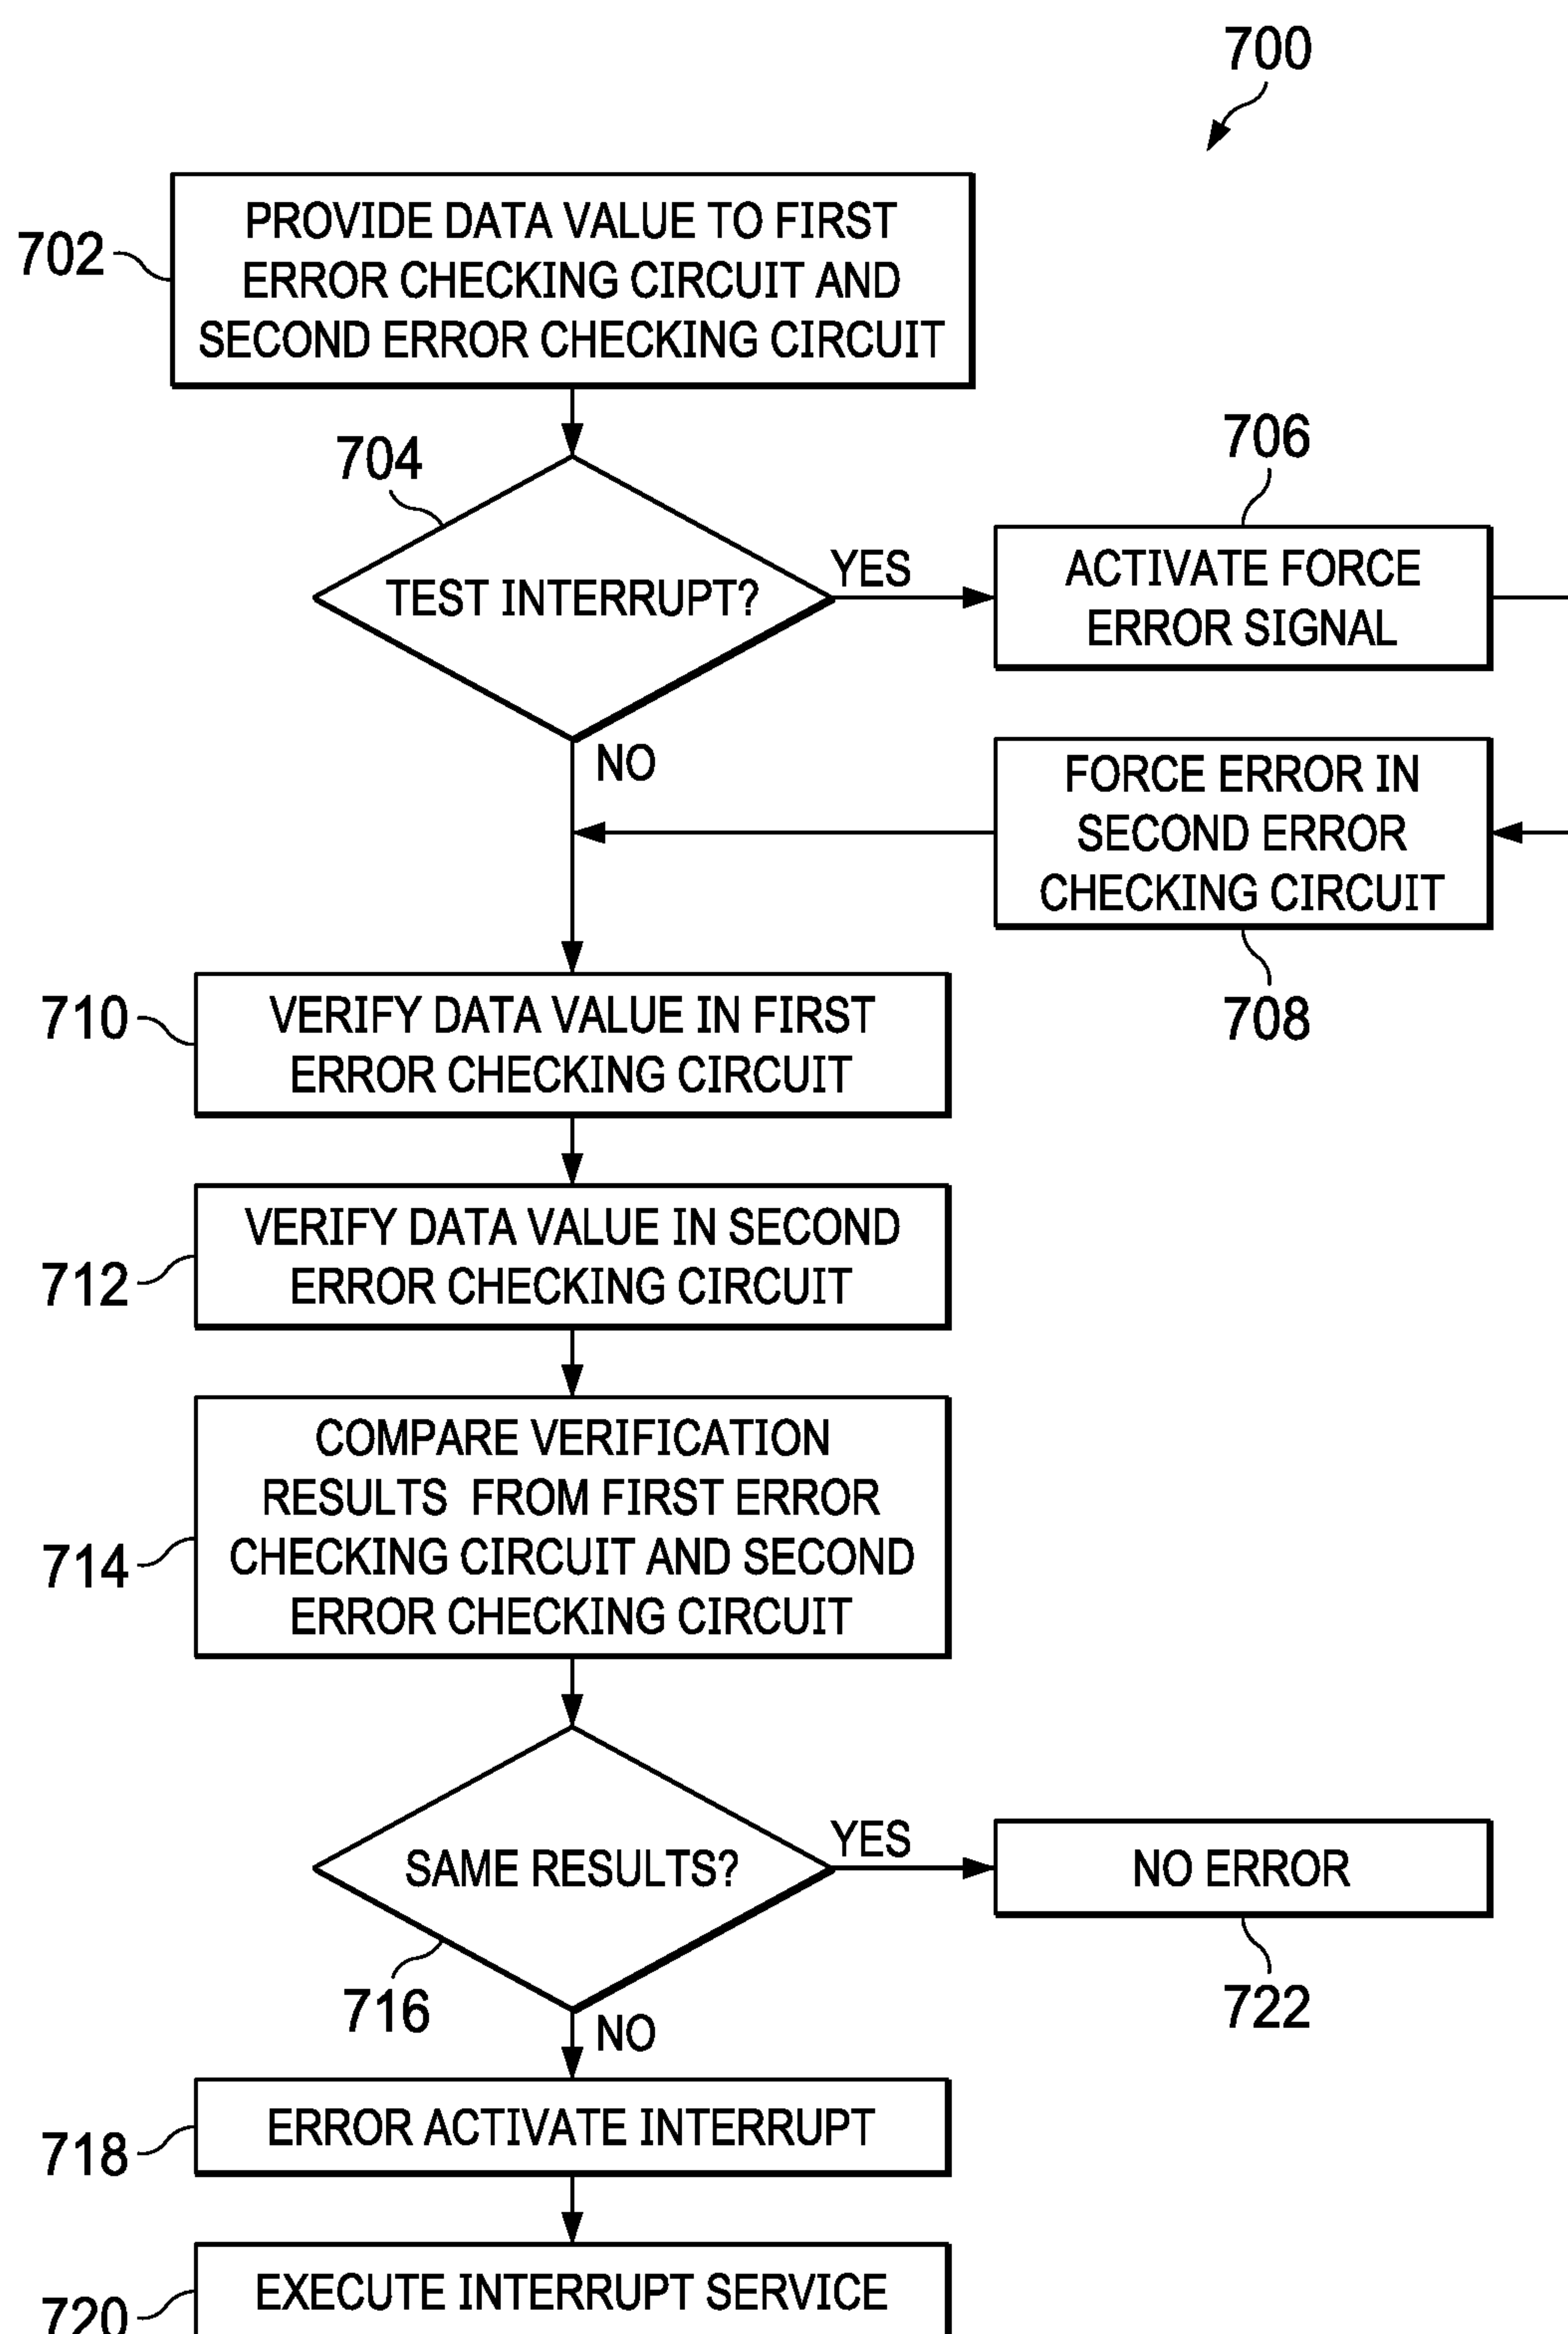 700
702
PROVIDE DATA VALUE TO FIRST
ERROR CHECKING CIRCUIT AND
SECOND ERROR CHECKING CIRCUIT
704
TEST INTERRUPT?
YES
706
ACTIVATE FORCE
ERROR SIGNAL
NO
FORCE ERROR IN
SECOND ERROR
CHECKING CIRCUIT
708
710
VERIFY DATA VALUE IN FIRST
ERROR CHECKING CIRCUIT
712
VERIFY DATA VALUE IN SECOND
ERROR CHECKING CIRCUIT
714
COMPARE VERIFICATION
RESULTS FROM FIRST ERROR
CHECKING CIRCUIT AND SECOND
ERROR CHECKING CIRCUIT
SAME RESULTS?
716
YES
NO ERROR
722
NO
718
ERROR ACTIVATE INTERRUPT
720
EXECUTE INTERRUPT SERVICE